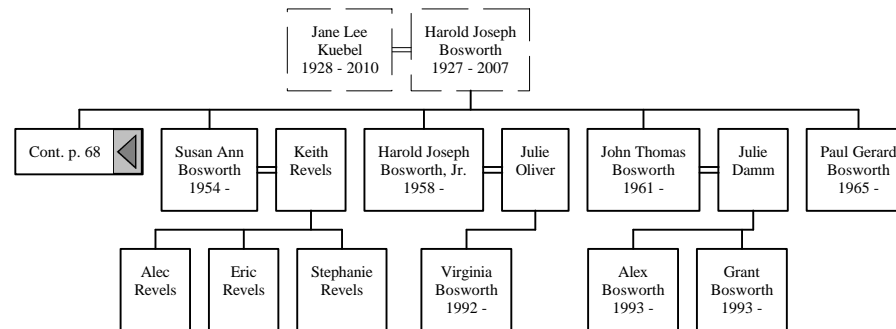 Jane Lee
Kuebel
1928 - 2010
Harold Joseph
Bosworth
1927 - 2007
Cont. p. 68
Susan Ann
Bosworth
1954 -
Keith
Revels
Harold Joseph
Bosworth, Jr.
1958 -
Julie
Oliver
John Thomas
Bosworth
1961 -
Julie
Damm
Paul Gerard
Bosworth
1965 -
Alec
Revels
Eric
Revels
Stephanie
Revels
Virginia
Bosworth
1992 -
Alex
Bosworth
1993 -
Grant
Bosworth
1993 -